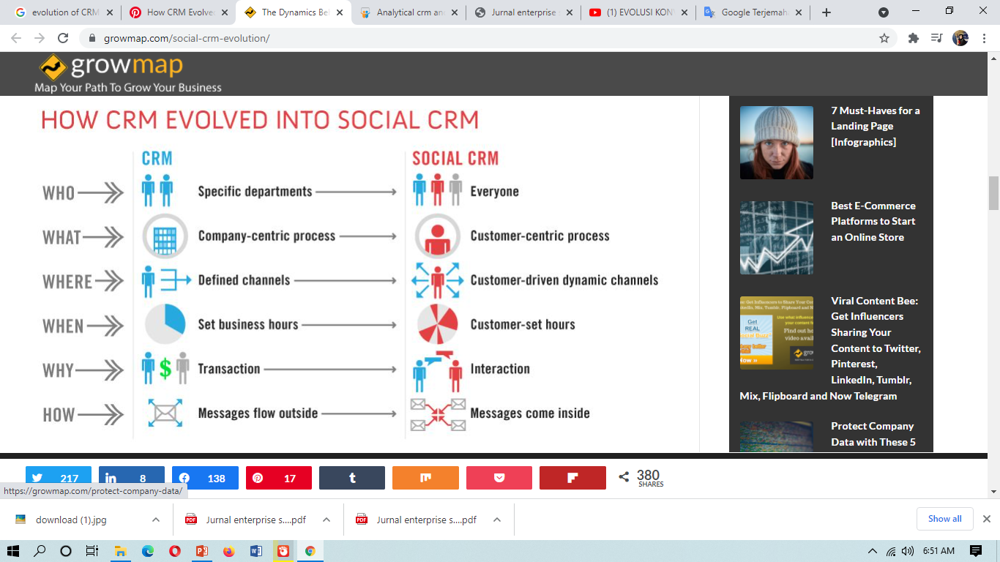 evolution of CRM
How CRM Evolve
The Dynamics Be
Analytical crm an
Jurnal enterprise
(1) EVOLUSI KON
Google Terjemah
growmap.com/social-crm-evolution/
growmap
Map Your Path To Grow Your Business
HOW CRM EVOLVED INTO SOCIAL CRM
CRM
SOCIAL CRM
WHO
Specific departments
Everyone
WHAT
Company-centric process
Customer-centric process
WHERE
Defined channels
Customer-driven dynamic channels
WHEN
Set business hours
Customer-set hours
WHY
$
Transaction
Interaction
HOW
Messages flow outside
Messages come inside
7 Must-Haves for a
Landing Page
[Infographics]
Best E-Commerce
Platforms to Start
an Online Store
Get
REAL
Viral Content Bee:
Get Influencers
Sharing Your
Content to Twitter,
Pinterest,
LinkedIn, Tumblr,
Mix, Flipboard and Now Telegram
Protect Company
Data with These 5
217
8
138
17
380
SHARES
https://growmap.com/protect-company-data/
download (1).jpg
Jurnal enterprise s....pdf
Jurnal enterprise s....pdf
Show all
6:51 AM